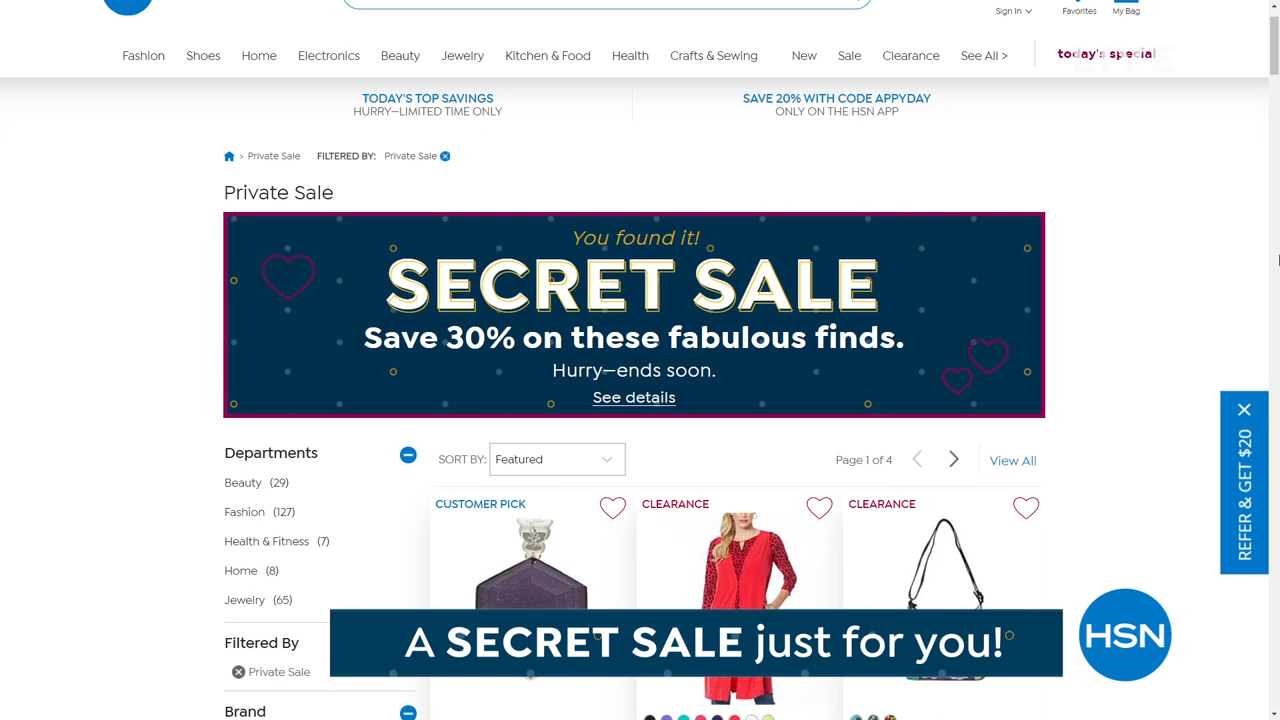 Sign In
Favorites
My Bag
Fashion
Shoes
Home
Electronics
Beauty
Jewelry
Kitchen & Food
Health
Crafts & Sewing
New
Sale
Clearance
See All >
today's special
TODAY'S TOP SAVINGS
HURRY—LIMITED TIME ONLY
SAVE 20% WITH CODE APPYDAY
ONLY ON THE HSN APP
> Private Sale
FILTERED BY:
Private Sale
Private Sale
You found it!
SECRET SALE
Save 30% on these fabulous finds.
Hurry—ends soon.
See details
REFER & GET $20
Departments
Beauty (29)
Fashion (127)
Health & Fitness (7)
Home (8)
Jewelry (65)
Filtered By
Private Sale
Brand
SORT BY:
Featured
Page 1 of 4
View All
CUSTOMER PICK
CLEARANCE
CLEARANCE
A SECRET SALE just for you!
HSN